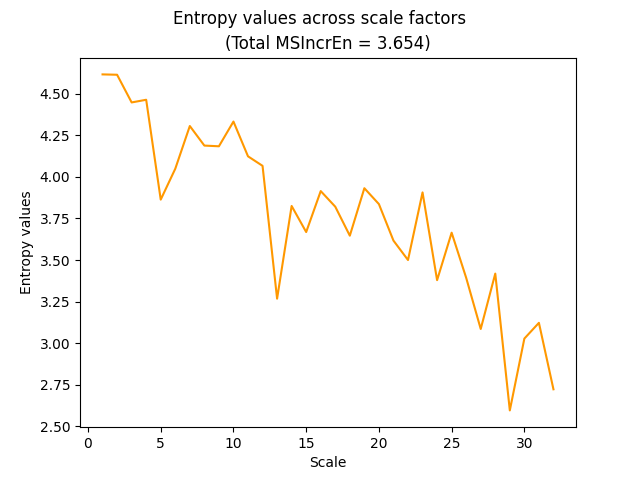 Entropy values across scale factors
(Total MSIncrEn = 3.654)
4.50
4.25
4.00
3.75
3.50
3.25
3.00
2.75
2.50
Entropy values
0 5 10 15 20 25 30
Scale